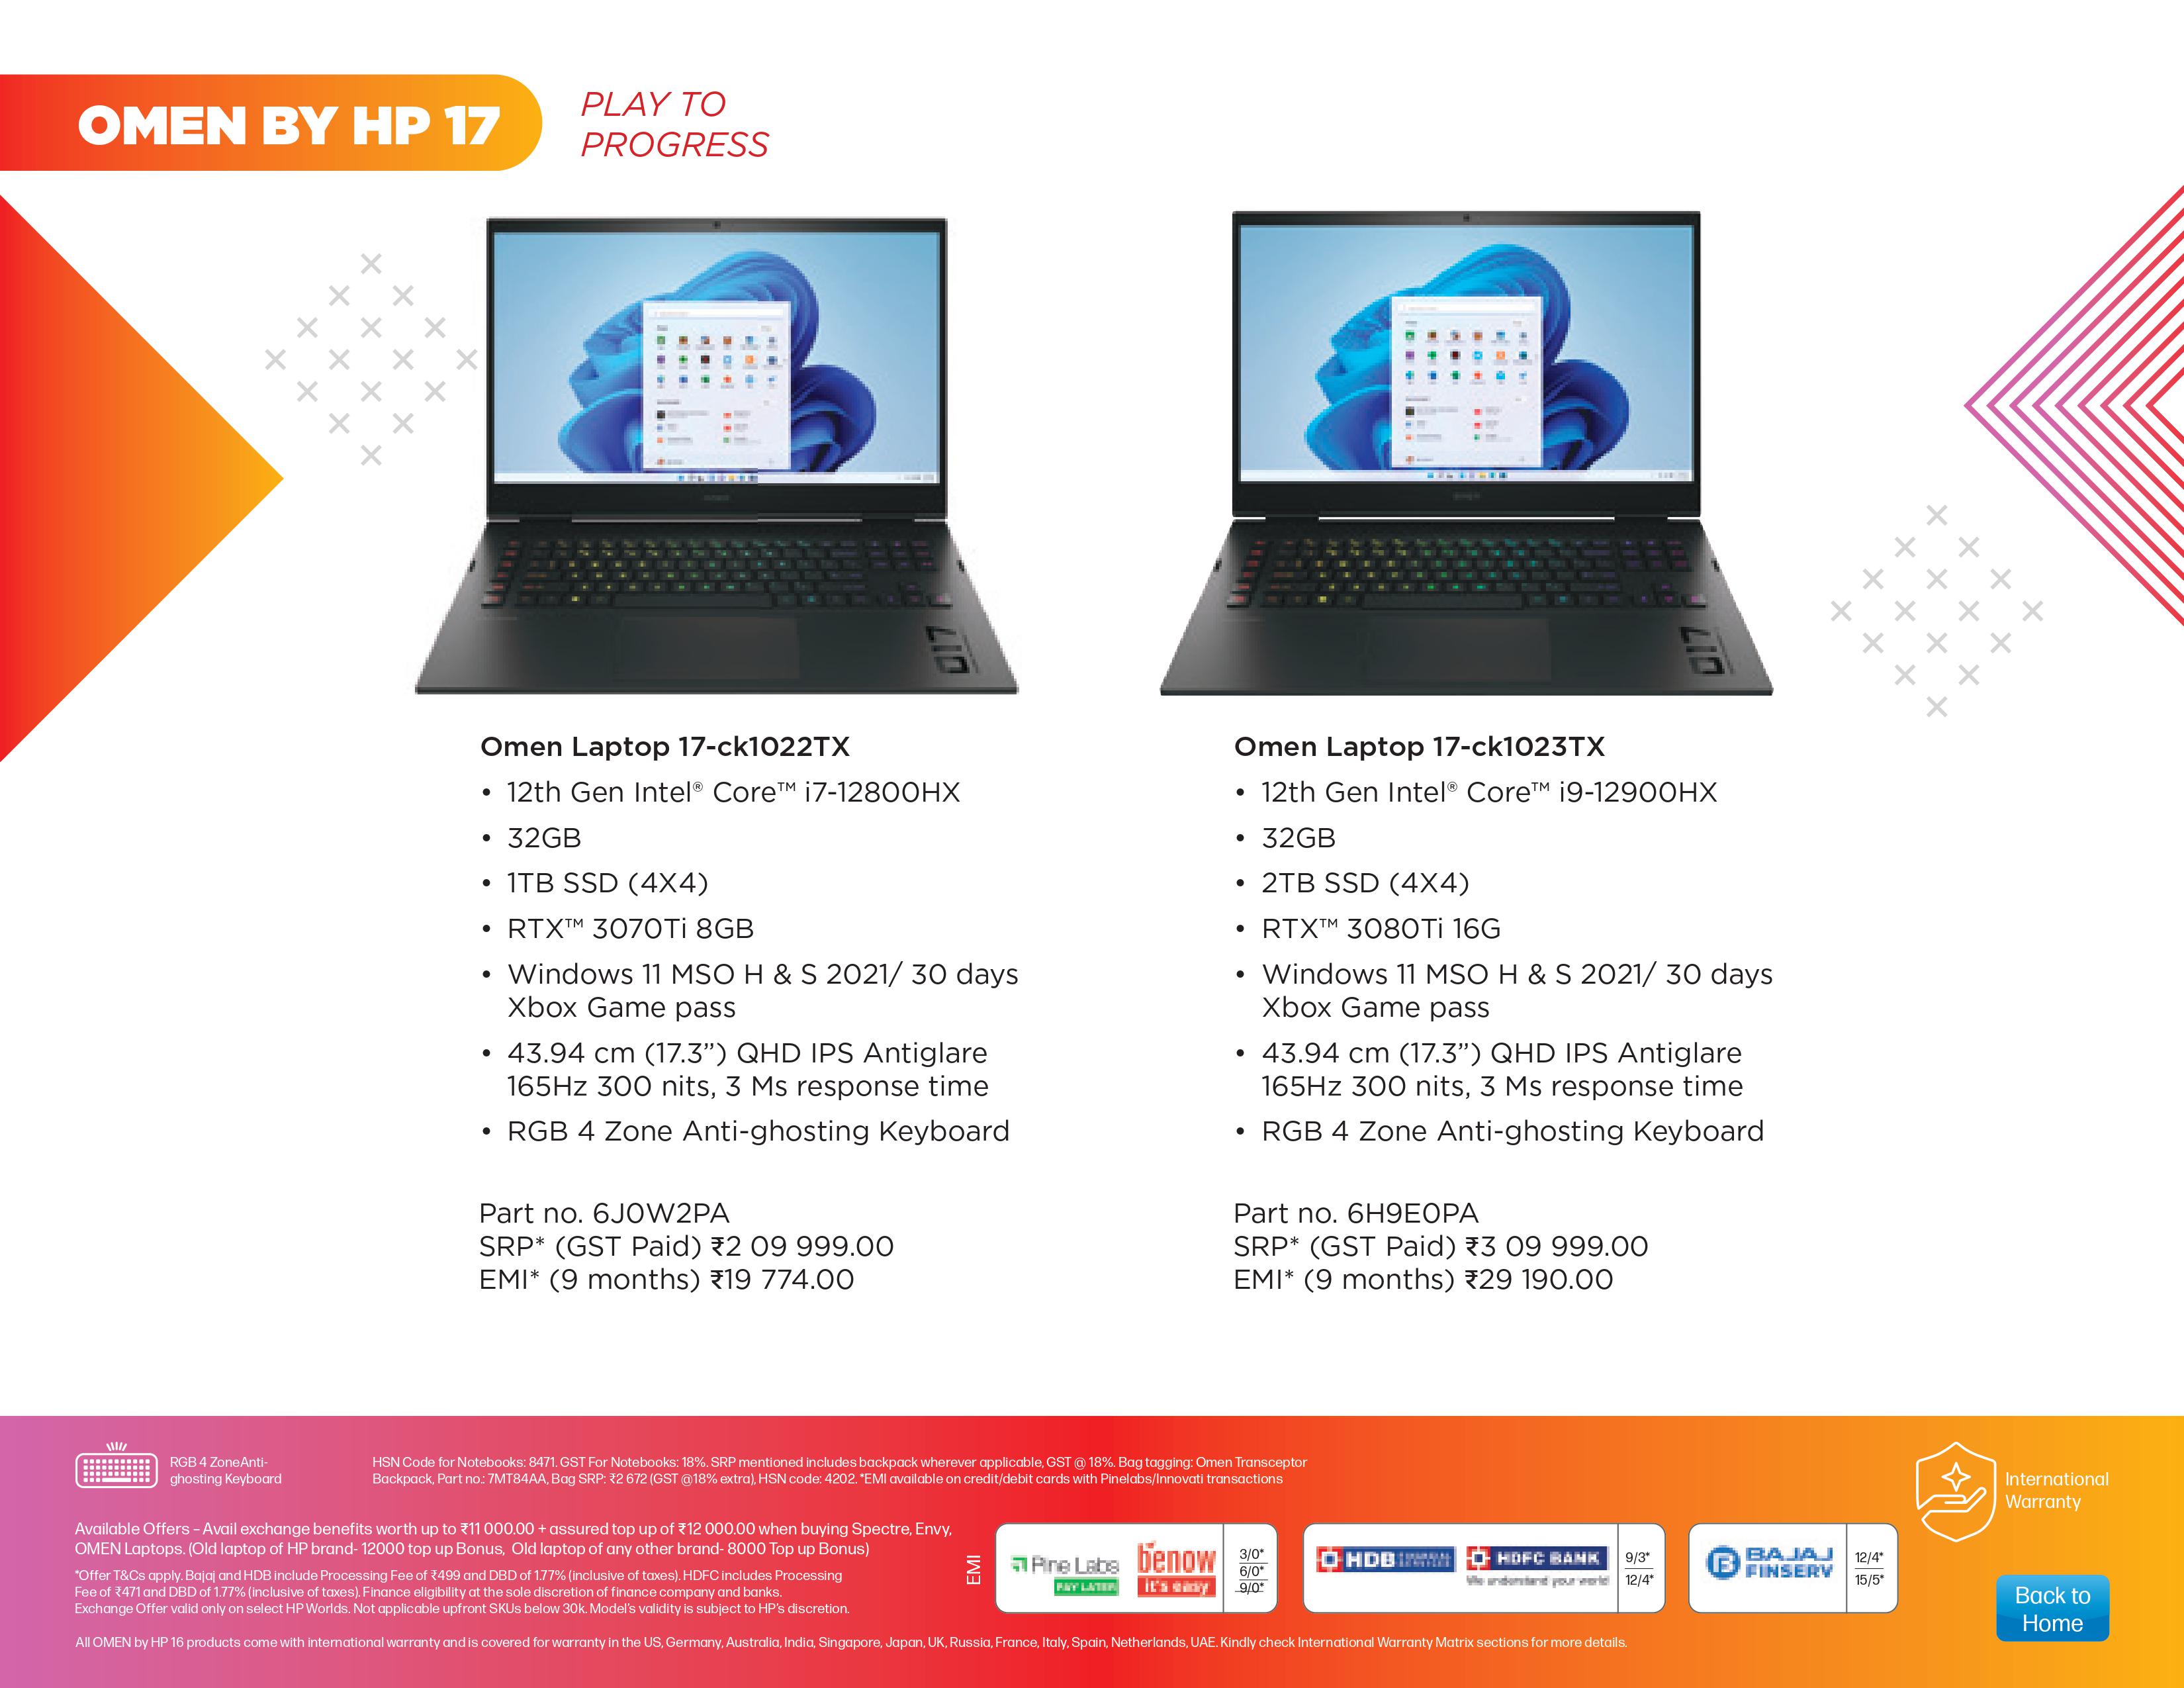 OMEN BY HP 17
PLAY TO
PROGRESS
Omen Laptop 17-ck1022TX
• 12th Gen Intel® Core™ i7-12800HX
• 32GB
• 1TB SSD (4X4)
• RTX™ 3070Ti 8GB
• Windows 11 MSO H & S 2021/ 30 days
Xbox Game pass
• 43.94 cm (17.3”) QHD IPS Antiglare
165Hz 300 nits, 3 Ms response time
• RGB 4 Zone Anti-ghosting Keyboard
Part no. 6J0W2PA
SRP* (GST Paid) ₹2 09 999.00
EMI* (9 months) ₹19 774.00
Omen Laptop 17-ck1023TX
• 12th Gen Intel® Core™ i9-12900HX
• 32GB
• 2TB SSD (4X4)
• RTX™ 3080Ti 16G
• Windows 11 MSO H & S 2021/ 30 days
Xbox Game pass
• 43.94 cm (17.3”) QHD IPS Antiglare
165Hz 300 nits, 3 Ms response time
• RGB 4 Zone Anti-ghosting Keyboard
Part no. 6H9E0PA
SRP* (GST Paid) ₹3 09 999.00
EMI* (9 months) ₹29 190.00
RGB 4 ZoneAnti-
ghosting Keyboard
HSN Code for Notebooks: 8471. GST For Notebooks: 18%. SRP mentioned includes backpack wherever applicable, GST @ 18%. Bag tagging: Omen Transceptor
Backpack, Part no.: 7MT84AA, Bag SRP: ₹2 672 (GST @18% extra), HSN code: 4202. *EMI available on credit/debit cards with Pinelabs/Innovati transactions
International
Warranty
Available Offers – Avail exchange benefits worth up to ₹11 000.00 + assured top up of ₹12 000.00 when buying Spectre, Envy,
OMEN Laptops. (Old laptop of HP brand- 12000 top up Bonus, Old laptop of any other brand- 8000 Top up Bonus)
*Offer T&Cs apply. Bajaj and HDB include Processing Fee of ₹499 and DBD of 1.77% (inclusive of taxes). HDFC includes Processing
Fee of ₹471 and DBD of 1.77% (inclusive of taxes). Finance eligibility at the sole discretion of finance company and banks.
Exchange Offer valid only on select HP Worlds. Not applicable upfront SKUs below 30k. Model's validity is subject to HP's discretion.
EMI
Pine Labs
PAY LATER
benow
it's easy
3/0*
6/0*
9/0*
HDB FINANCIAL SERVICES
HDFC BANK
We understand your world
9/3*
12/4*
BAJAJ
FINSERV
12/4*
15/5*
Back to
Home
All OMEN by HP 16 products come with international warranty and is covered for warranty in the US, Germany, Australia, India, Singapore, Japan, UK, Russia, France, Italy, Spain, Netherlands, UAE. Kindly check International Warranty Matrix sections for more details.